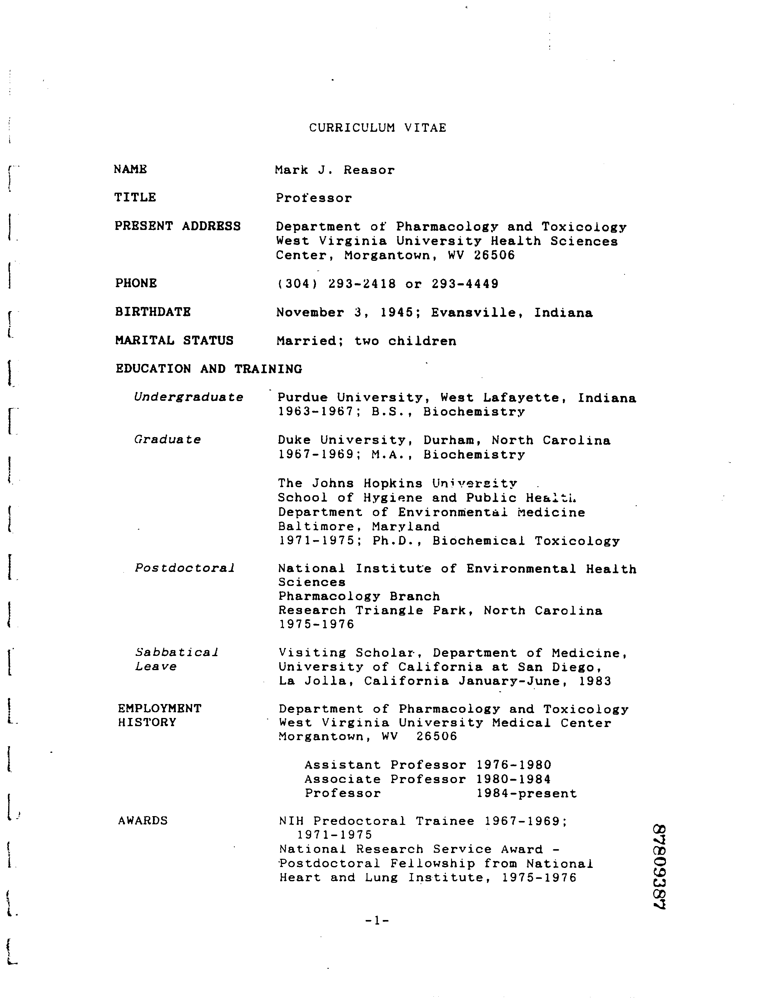 CURRICULUM VITAE
NAME Mark J. Reasor
TITLE Professor
PRESENT ADDRESS Department of Pharmacology and Toxicology
West Virginia University Health Sciences
Center, Morgantown, WV 26506
PHONE (304) 293-2418 or 293-4449
BIRTHDATE November 3, 1945; Evansville, Indiana
MARITAL STATUS Married; two children
EDUCATION AND TRAINING
Undergraduate Purdue University, West Lafayette, Indiana
1963-1967; B.S., Biochemistry
Graduate Duke University, Durham, North Carolina
1967-1969; M.A., Biochemistry
The Johns Hopkins University
School of Hygiene and Public Health
Department of Environmental Medicine
Baltimore, Maryland
1971-1975; Ph.D., Biochemical Toxicology
Postdoctoral National Institute of Environmental Health
Sciences
Pharmacology Branch
Research Triangle Park, North Carolina
1975-1976
Sabbatical Visiting Scholar, Department of Medicine,
Leave University of California at San Diego,
La Jolla, California January-June, 1983
EMPLOYMENT Department of Pharmacology and Toxicology
HISTORY West Virginia University Medical Center
Morgantown, WV 26506
Assistant Professor 1976-1980
Associate Professor 1980-1984
Professor 1984-present
AWARDS NIH Predoctoral Trainee 1967-1969;
1971-1975
National Research Service Award -
Postdoctoral Fellowship from National
Heart and Lung Institute, 1975-1976
-1-
87809387